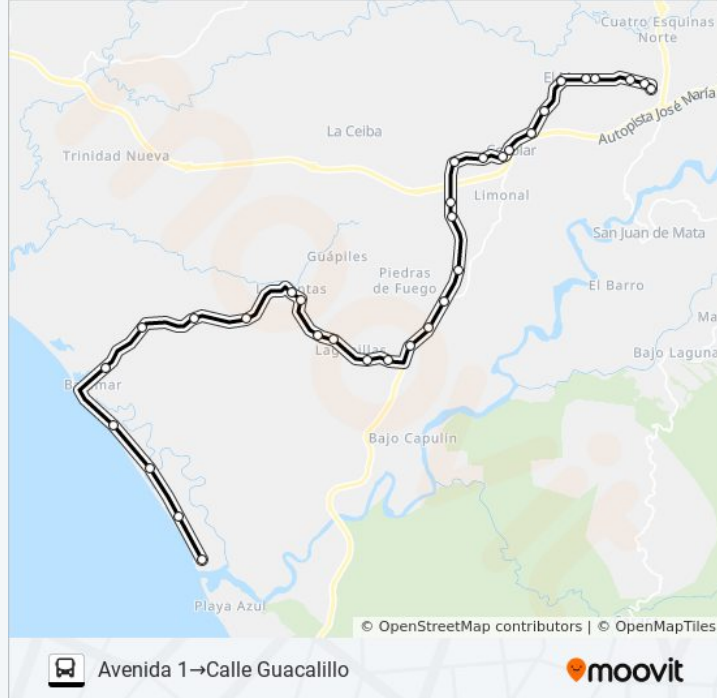 Cuatro Esquinas
Norte
Autopista José María
La Ceiba
Trinidad Nueva
Limonal
San Juan de Mata
Guápiles
Piedras
de Fuego
El Barro
Bajo Laguna
Bajo Capulín
Playa Azul
© OpenStreetMap contributors | © OpenMapTiles
Avenida 1→Calle Guacalillo
moovit